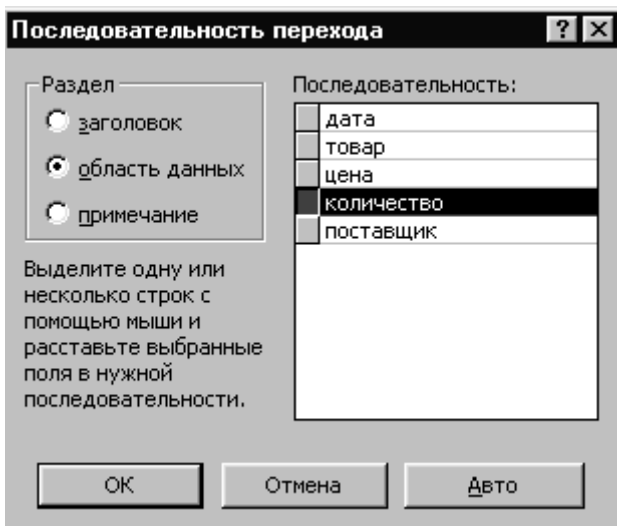 Последовательность перехода
Раздел
заголовок
область данных
примечание
Выделите одну или
несколько строк с
помощью мыши и
расставьте выбранные
поля в нужной
последовательности.
Последовательность:
дата
товар
цена
количество
поставщик
ОК
Отмена
Авто